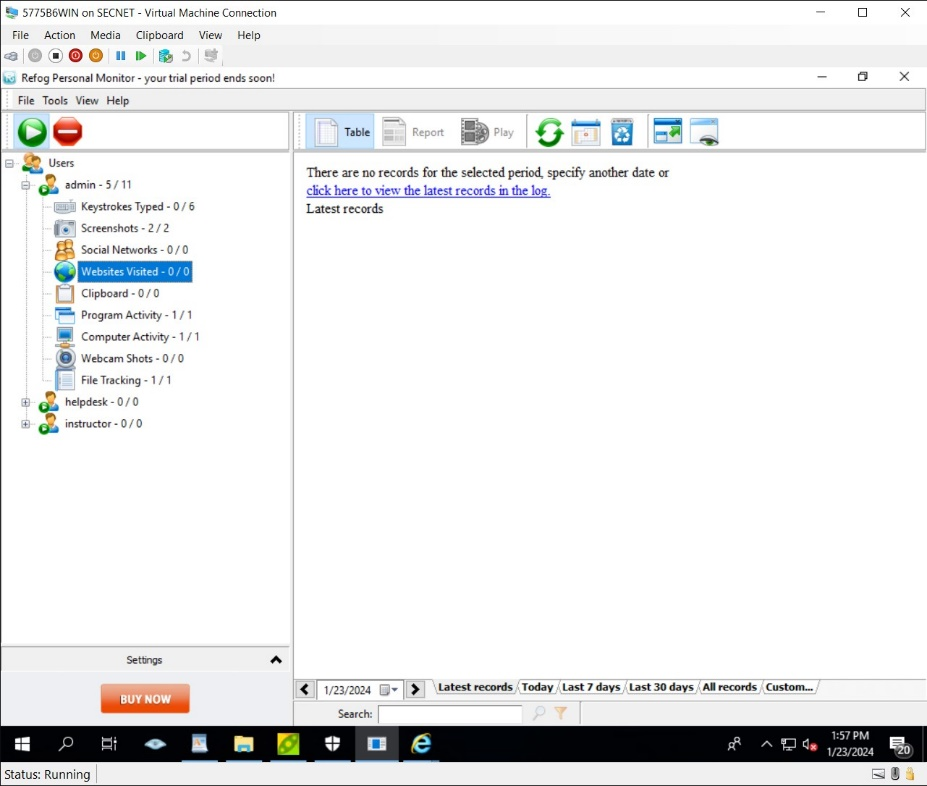 5775B6WIN on SECNET - Virtual Machine Connection
File Action Media Clipboard View Help
Refog Personal Monitor - your trial period ends soon!
File Tools View Help
Table Report Play
Users
admin - 5 / 11
Keystrokes Typed - 0 / 6
Screenshots - 2 / 2
Social Networks - 0 / 0
Websites Visited - 0 / 0
Clipboard - 0 / 0
Program Activity - 1 / 1
Computer Activity - 1 / 1
Webcam Shots - 0 / 0
File Tracking - 1 / 1
helpdesk - 0 / 0
instructor - 0 / 0
There are no records for the selected period, specify another date or
click here to view the latest records in the log.
Latest records
Settings
BUY NOW
1/23/2024 Latest records Today Last 7 days Last 30 days All records Custom...
Search:
1:57 PM
1/23/2024
20
Status: Running